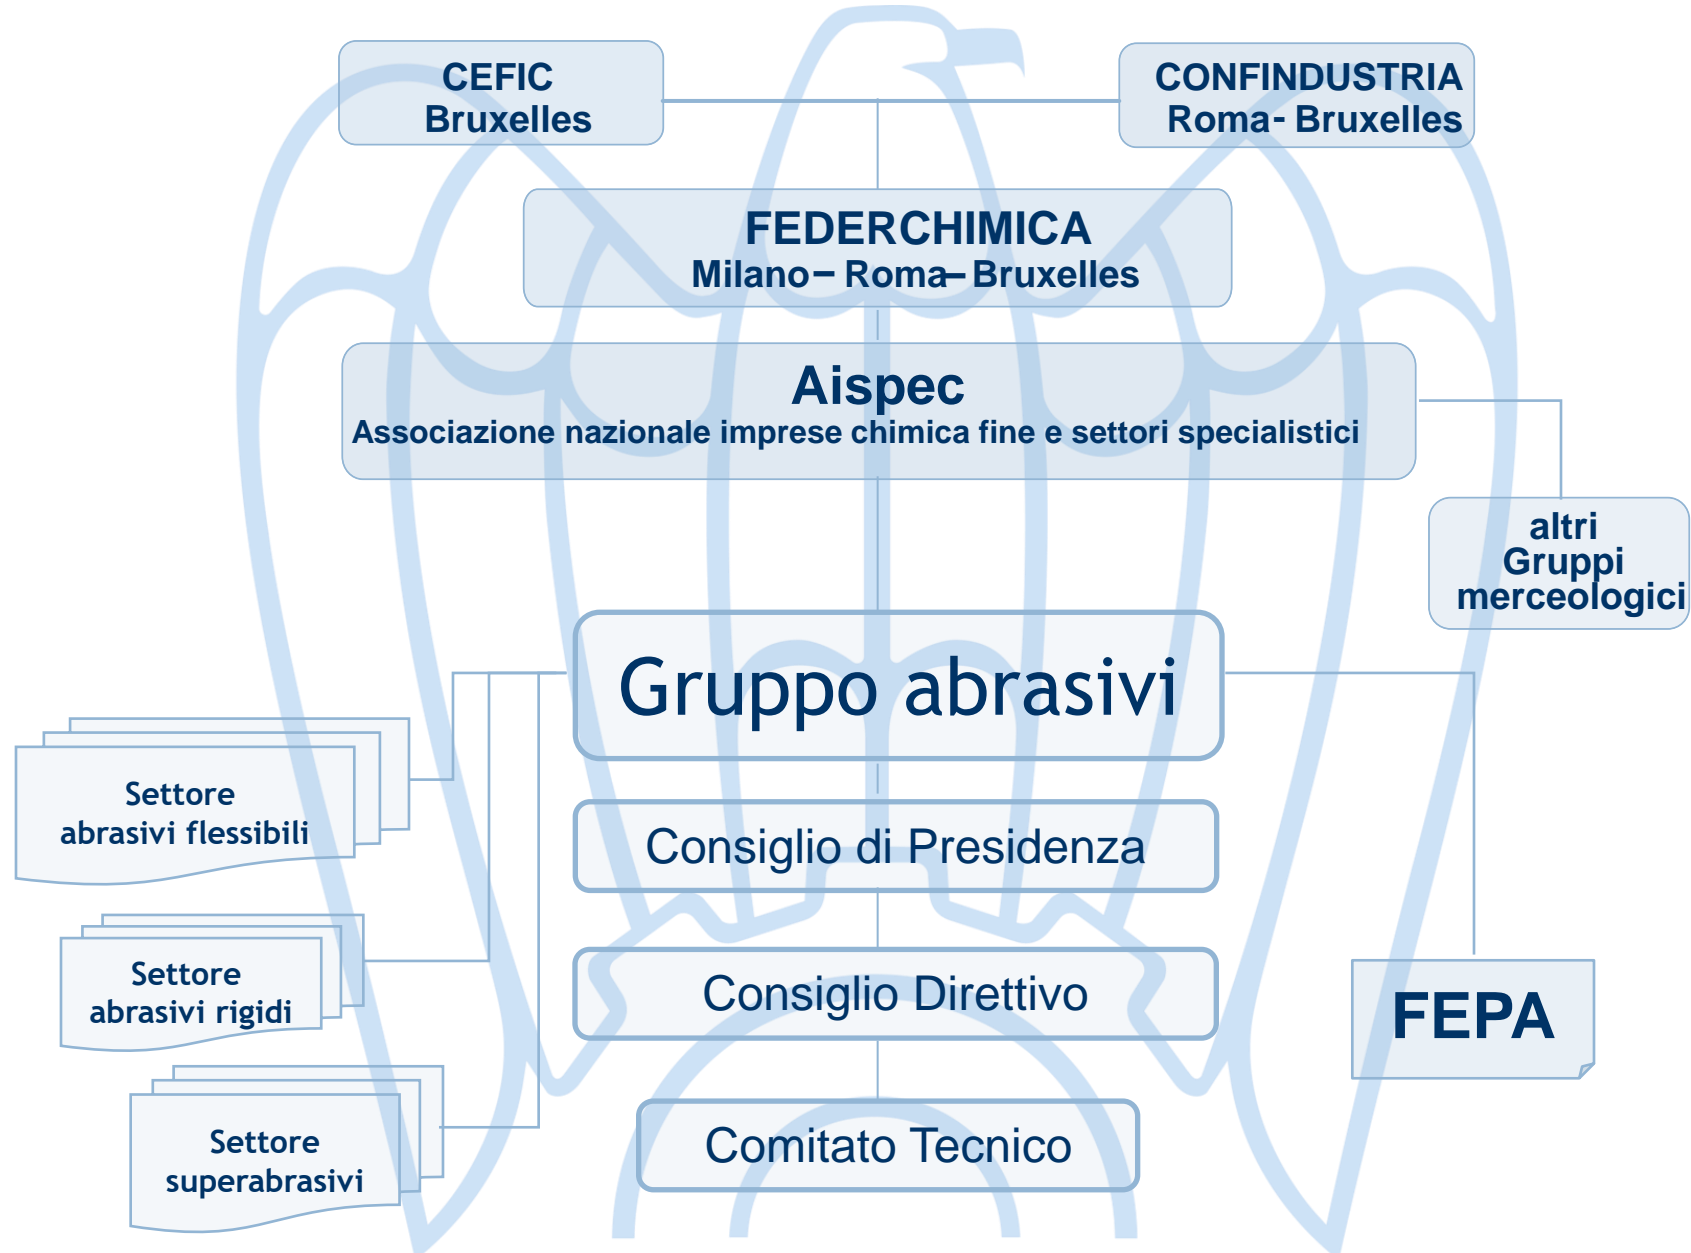 CEFIC
Bruxelles
CONFINDUSTRIA
Roma- Bruxelles
FEDERCHIMICA
Milano– Roma–Bruxelles
Aispec
Associazione nazionale imprese chimica fine e settori specialistici
altri
Gruppi
merceologici
Gruppo abrasivi
Settore
abrasivi flessibili
Consiglio di Presidenza
Settore
abrasivi rigidi
Consiglio Direttivo
FEPA
Settore
superabrasivi
Comitato Tecnico